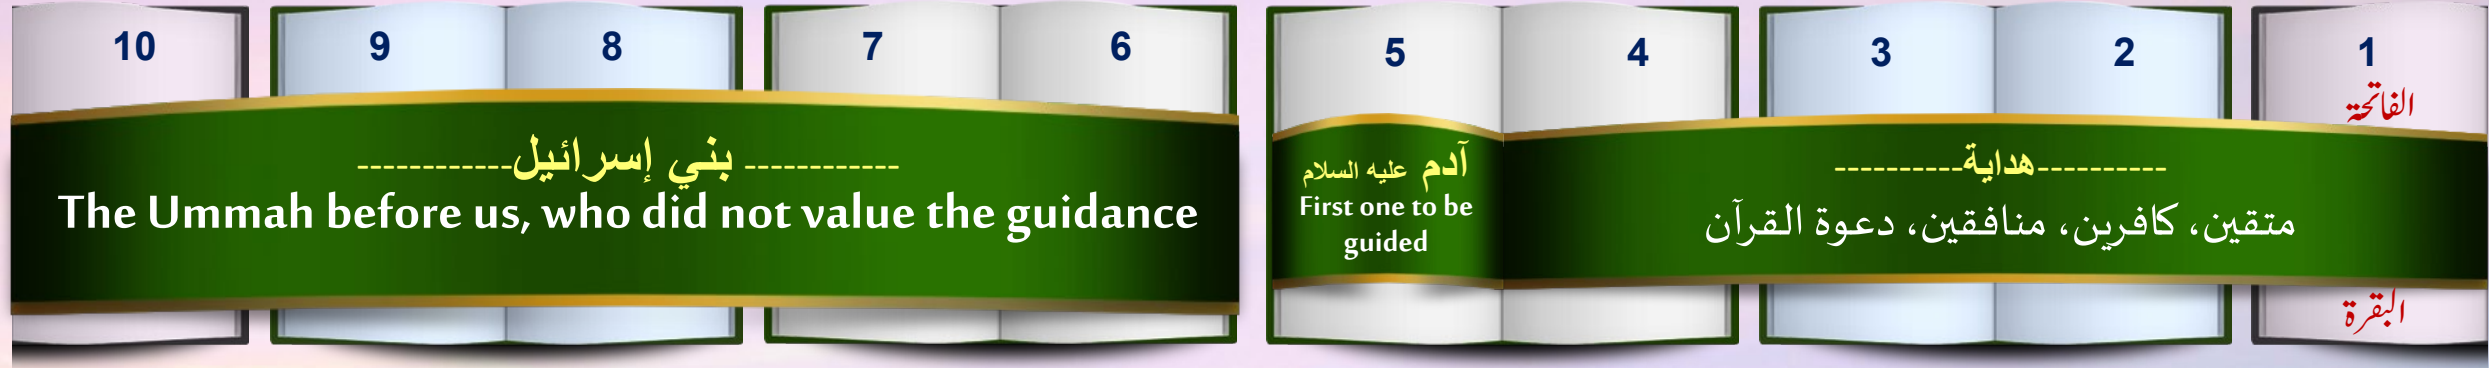 1
2
3
4
5
6
7
8
9
10
الفاتحة
----------هداية----------
متقين، كافرين، منافقين، دعوة القرآن
البقرة
آدم عليه السلام
First one to be
guided
------------ بني إسرائيل------------
The Ummah before us, who did not value the guidance